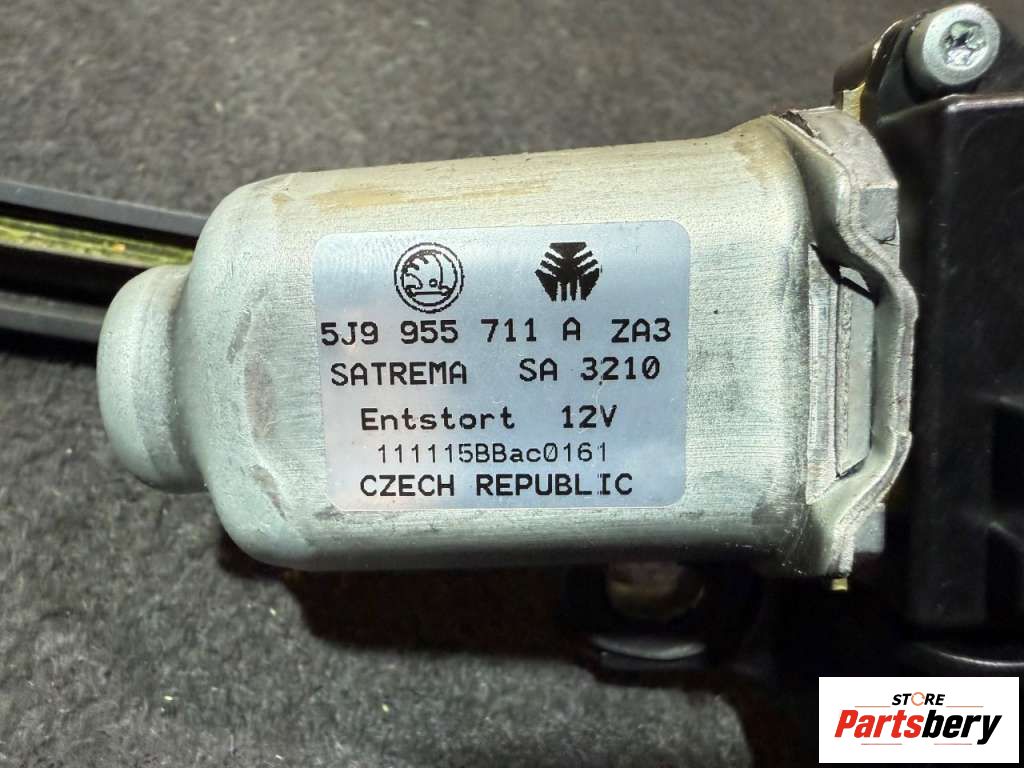 5J9 955 711 A ZA3
SATREMA SA 3210
Entstort 12V
111115BBac0161
CZECH REPUBLIC
STORE
Partsbery